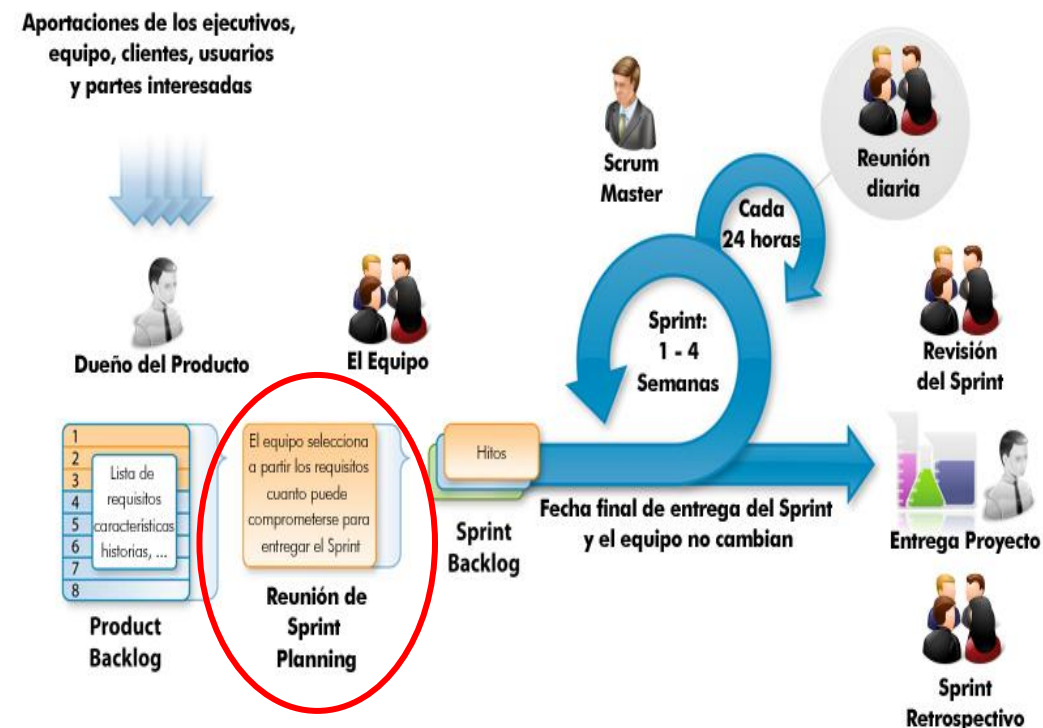 Aportaciones de los ejecutivos,
equipo, clientes, usuarios
y partes interesadas
Dueño del Producto
El Equipo
Scrum
Master
Cada
24 horas
Reunión
diaria
Sprint:
1 - 4
Semanas
Revisión
del Sprint
1
2
3
4
5
6
7
8
Lista de
requisitos
características
historias, ...
Product
Backlog
El equipo selecciona
a partir los requisitos
cuanto puede
comprometerse para
entregar el Sprint
Reunión de
Sprint
Planning
Hitos
Sprint
Backlog
Fecha final de entrega del Sprint
y el equipo no cambian
Entrega Proyecto
Sprint
Retrospectivo